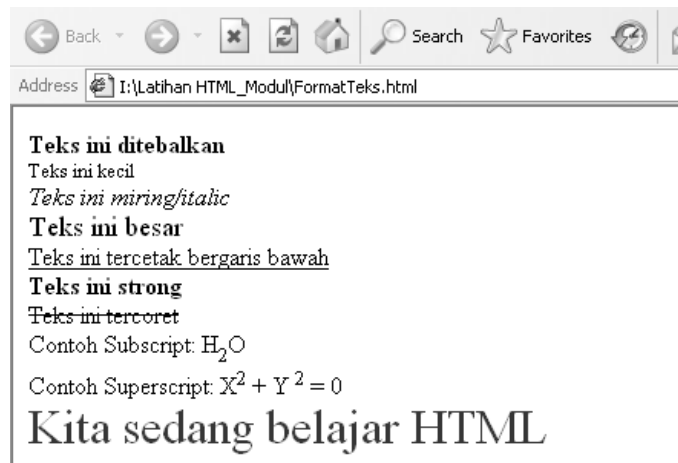 Back Search Favorites
Address I:\Latihan HTML_Modul\FormatTeks.html
Teks ini ditebalkan
Teks ini kecil
Teks ini miring/italic
Teks ini besar
Teks ini tercetak bergaris bawah
Teks ini strong
Teks ini tercoret
Contoh Subscript: H₂O
Contoh Superscript: X² + Y ² = 0
Kita sedang belajar HTML